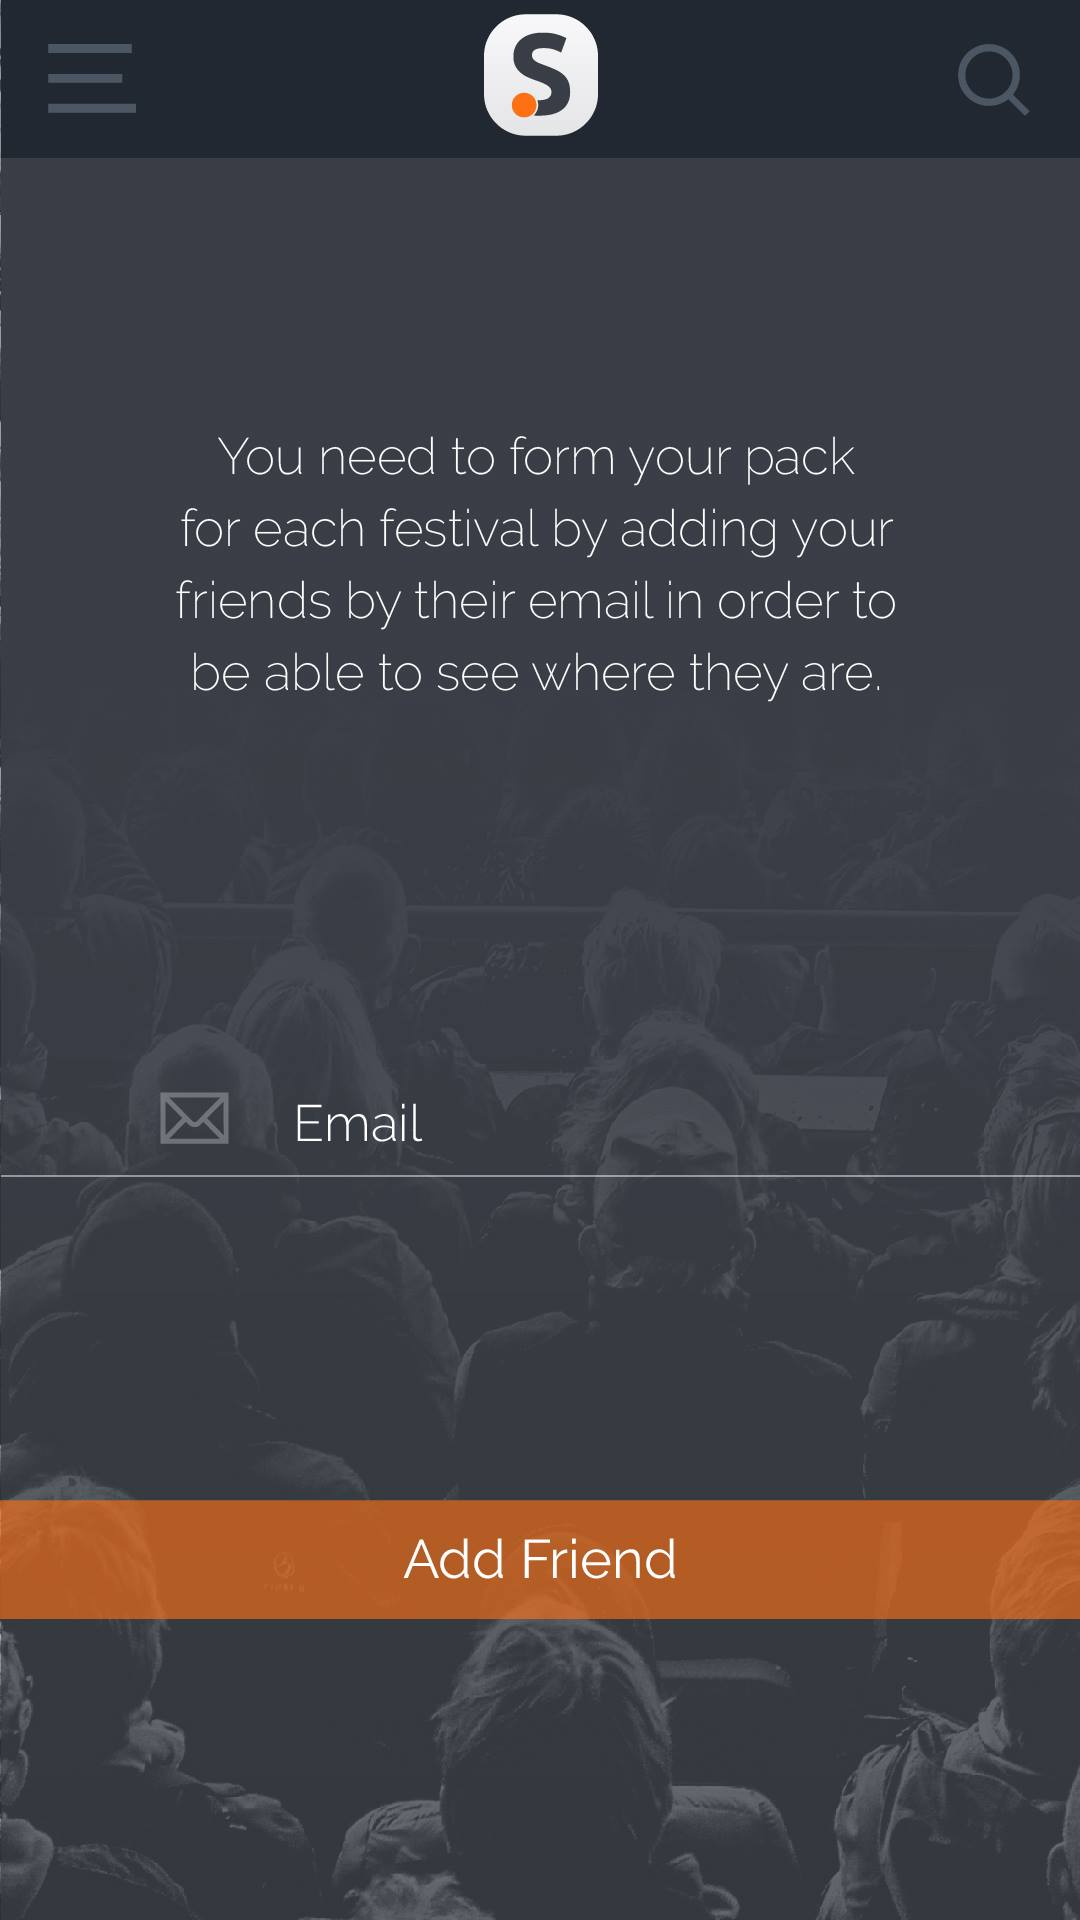 S
You need to form your pack
for each festival by adding your
friends by their email in order to
be able to see where they are.
Email
Add Friend